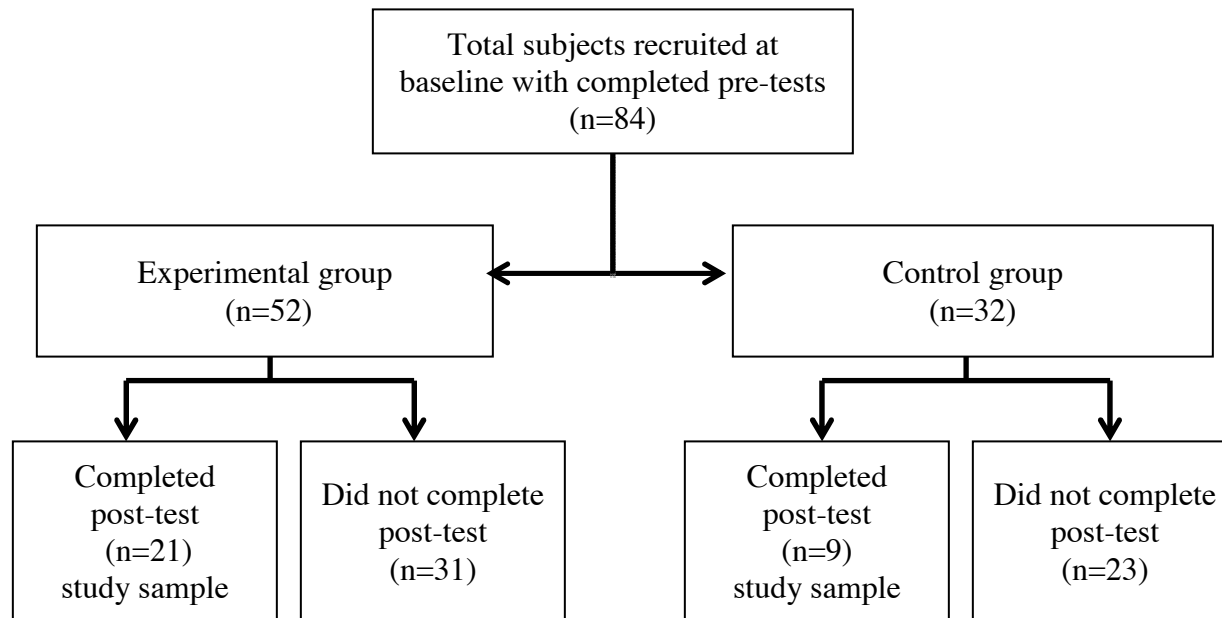 Total subjects recruited at
baseline with completed pre-tests
(n=84)
Experimental group
(n=52)
Control group
(n=32)
Completed
post-test
(n=21)
study sample
Did not complete
post-test
(n=31)
Completed
post-test
(n=9)
study sample
Did not complete
post-test
(n=23)